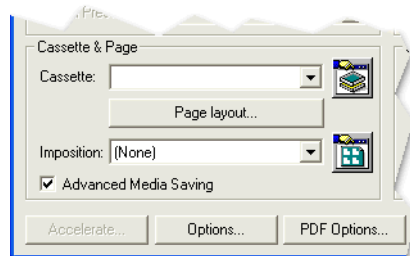 Cassette & Page
Cassette:
Page layout...
Imposition: (None)
Advanced Media Saving
Accelerate... Options... PDF Options...